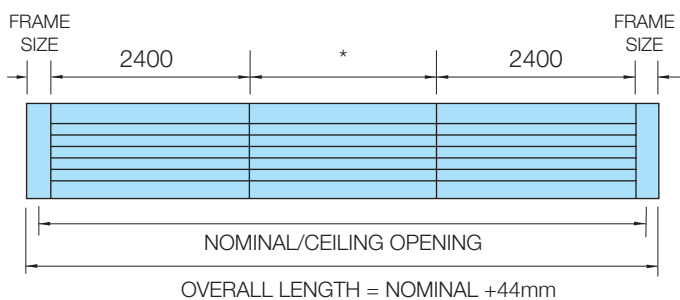 FRAME
SIZE
2400
*
2400
FRAME
SIZE
NOMINAL/CEILING OPENING
OVERALL LENGTH = NOMINAL +44mm